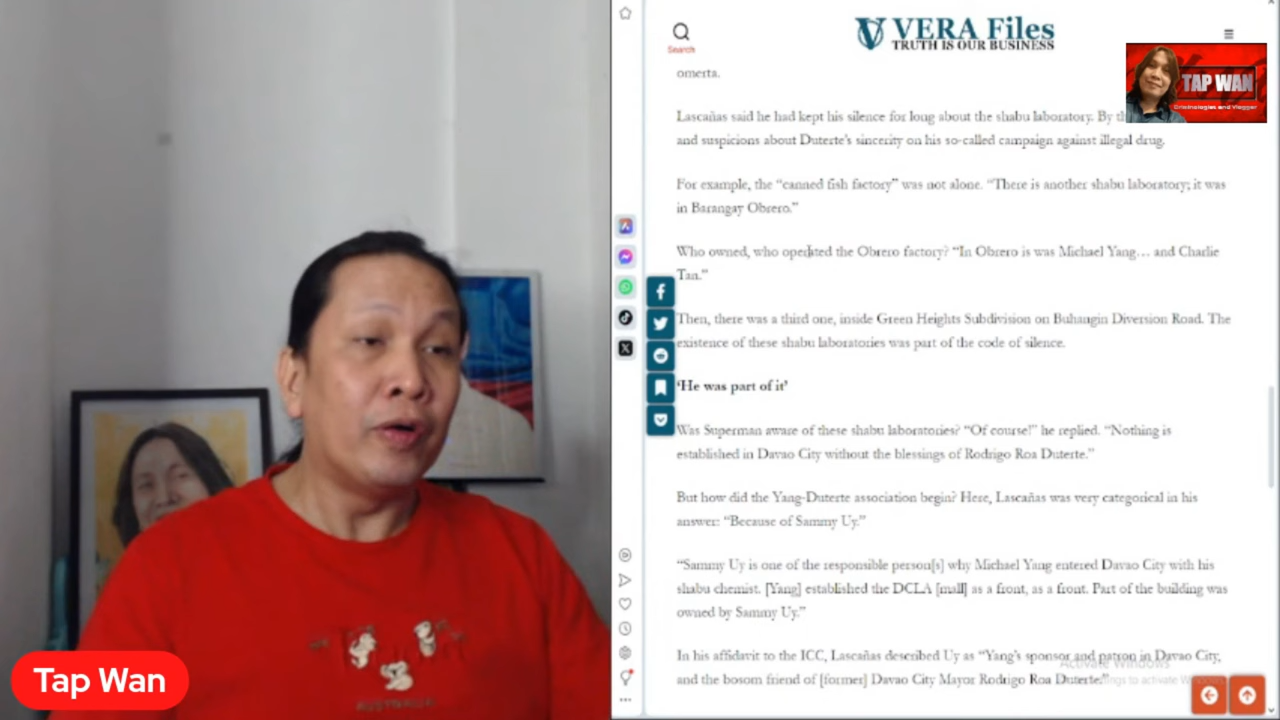 VERA Files
TRUTH IS OUR BUSINESS
Search
TAP WAN
Criminologist and Vlogger
omerta.
Lascañas said he had kept his silence for long about the shabu laboratory. By
and suspicions about Duterte's sincerity on his so-called campaign against illegal drug.
For example, the “canned fish factory” was not alone. “There is another shabu laboratory; it was
in Barangay Obrero.”
Who owned, who operated the Obrero factory? “In Obrero is was Michael Yang… and Charlie
Tan.”
Then, there was a third one, inside Green Heights Subdivision on Buhangin Diversion Road. The
existence of these shabu laboratories was part of the code of silence.
‘He was part of it’
Was Superman aware of these shabu laboratories? “Of course!” he replied. “Nothing is
established in Davao City without the blessings of Rodrigo Roa Duterte.”
But how did the Yang-Duterte association begin? Here, Lascañas was very categorical in his
answer: “Because of Sammy Uy.”
“Sammy Uy is one of the responsible person[s] why Michael Yang entered Davao City with his
shabu chemist. [Yang] established the DCLA [mall] as a front, as a front. Part of the building was
owned by Sammy Uy.”
In his affidavit to the ICC, Lascañas described Uy as “Yang's sponsor and patron in Davao City,
and the bosom friend of [former] Davao City Mayor Rodrigo Roa Duterte.”
Activate Windows
to activate
AUSTRALIA
Tap Wan